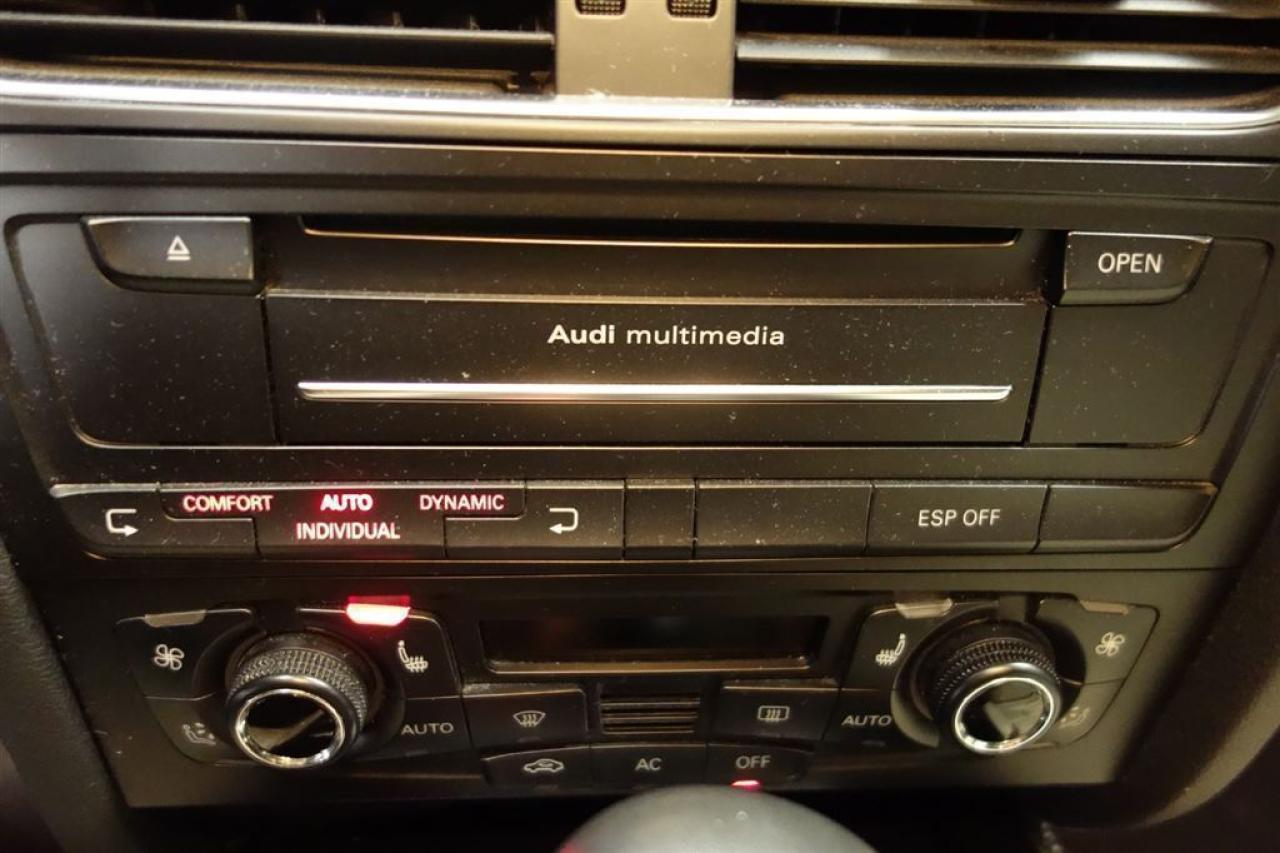 OPEN
Audi multimedia
COMFORT AUTO DYNAMIC
INDIVIDUAL
ESP OFF
AUTO
AUTO
AC
OFF